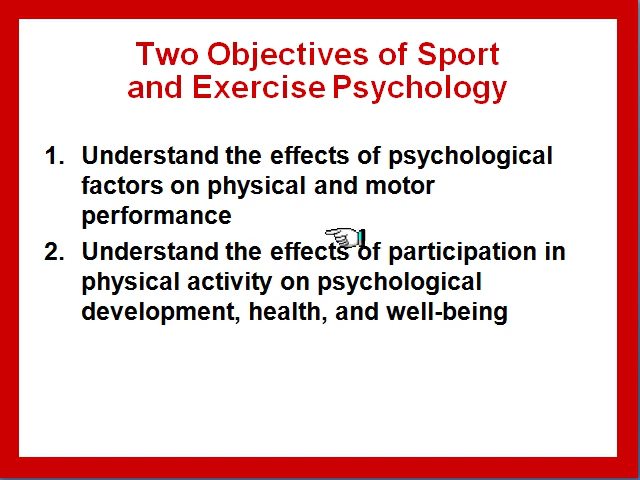 Two Objectives of Sport
and Exercise Psychology
1. Understand the effects of psychological
factors on physical and motor
performance
2. Understand the effects of participation in
physical activity on psychological
development, health, and well-being